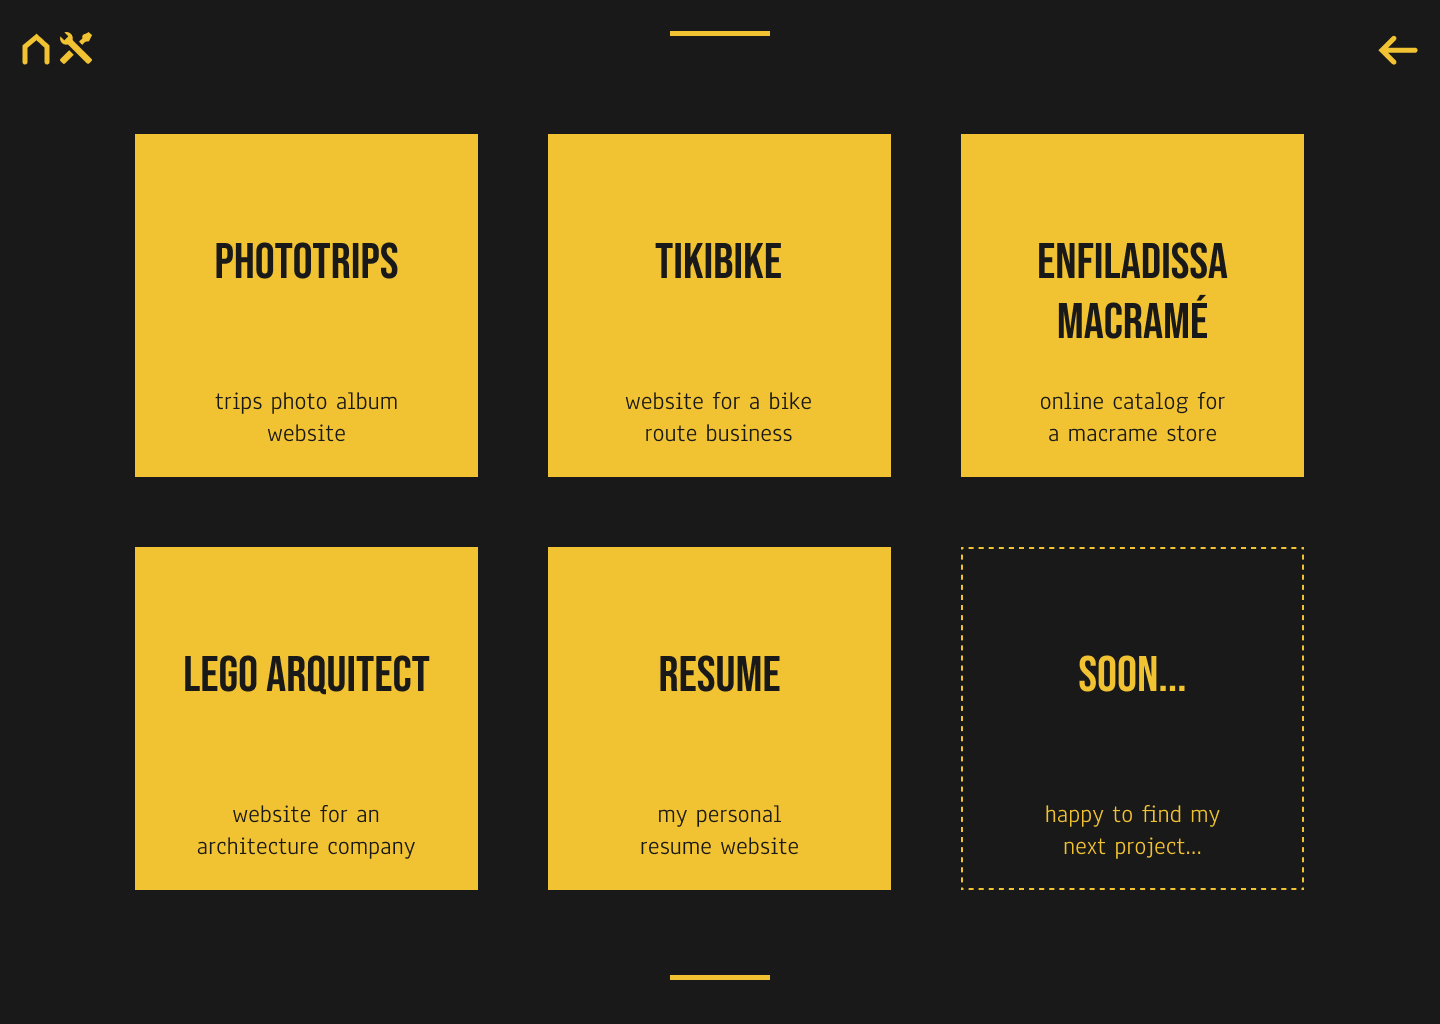 PHOTOTRIPS
trips photo album
website
TIKIBIKE
website for a bike
route business
ENFILADISSA
MACRAMÉ
online catalog for
a macrame store
LEGO ARQUITECT
website for an
architecture company
RESUME
my personal
resume website
SOON...
happy to find my
next project...